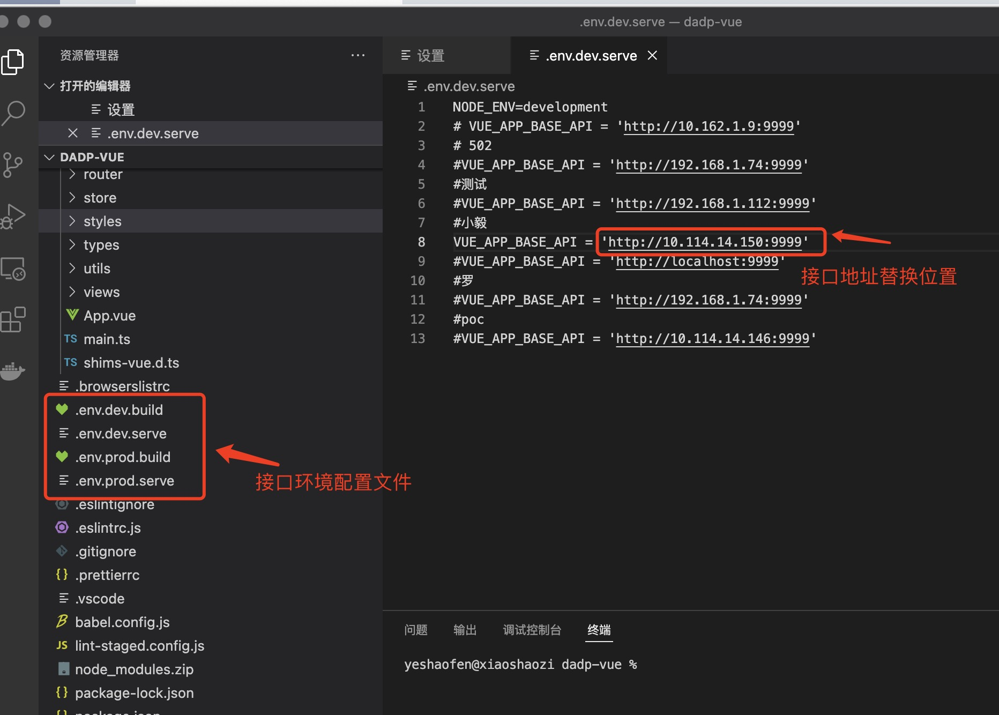 .env.dev.serve — dadp-vue
资源管理器
打开的编辑器
设置
.env.dev.serve
DADP-VUE
router
store
styles
types
utils
views
App.vue
TS main.ts
TS shims-vue.d.ts
.browserslistrc
.env.dev.build
.env.dev.serve
.env.prod.build
.env.prod.serve
接口环境配置文件
.eslintignore
.eslintrc.js
.gitignore
{} .prettierrc
.vscode
babel.config.js
JS lint-staged.config.js
node_modules.zip
{} package-lock.json
{} package.json
设置
.env.dev.serve
.env.dev.serve
1 NODE_ENV=development
2 # VUE_APP_BASE_API = 'http://10.162.1.9:9999'
3 # 502
4 #VUE_APP_BASE_API = 'http://192.168.1.74:9999'
5 #测试
6 #VUE_APP_BASE_API = 'http://192.168.1.112:9999'
7 #小毅
8 VUE_APP_BASE_API = 'http://10.114.14.150:9999'
9 #VUE_APP_BASE_API = 'http://localhost:9999'
接口地址替换位置
10 #罗
11 #VUE_APP_BASE_API = 'http://192.168.1.74:9999'
12 #poc
13 #VUE_APP_BASE_API = 'http://10.114.14.146:9999'
问题 输出 调试控制台 终端
yeshaofen@xiaoshaozi dadp-vue %